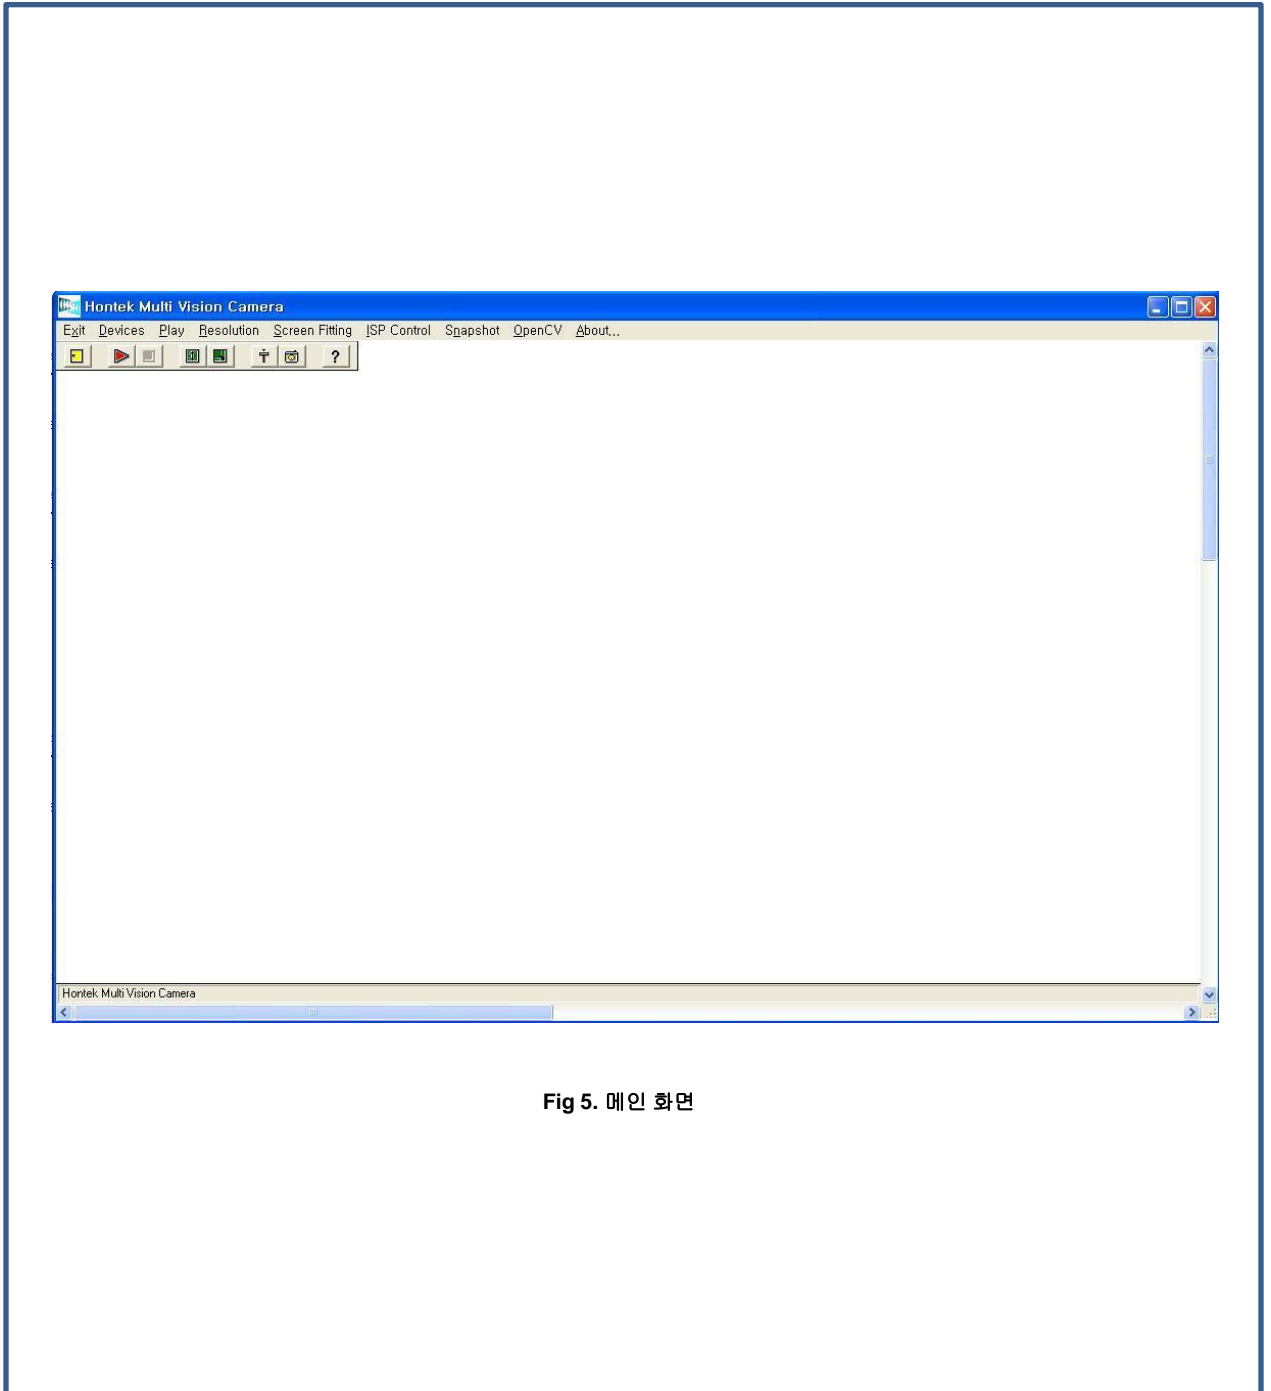 Hontek Multi Vision Camera
Exit Devices Play Resolution Screen Fitting ISP Control Snapshot OpenCV About...
?
Hontek Multi Vision Camera
Fig 5. 메인 화면